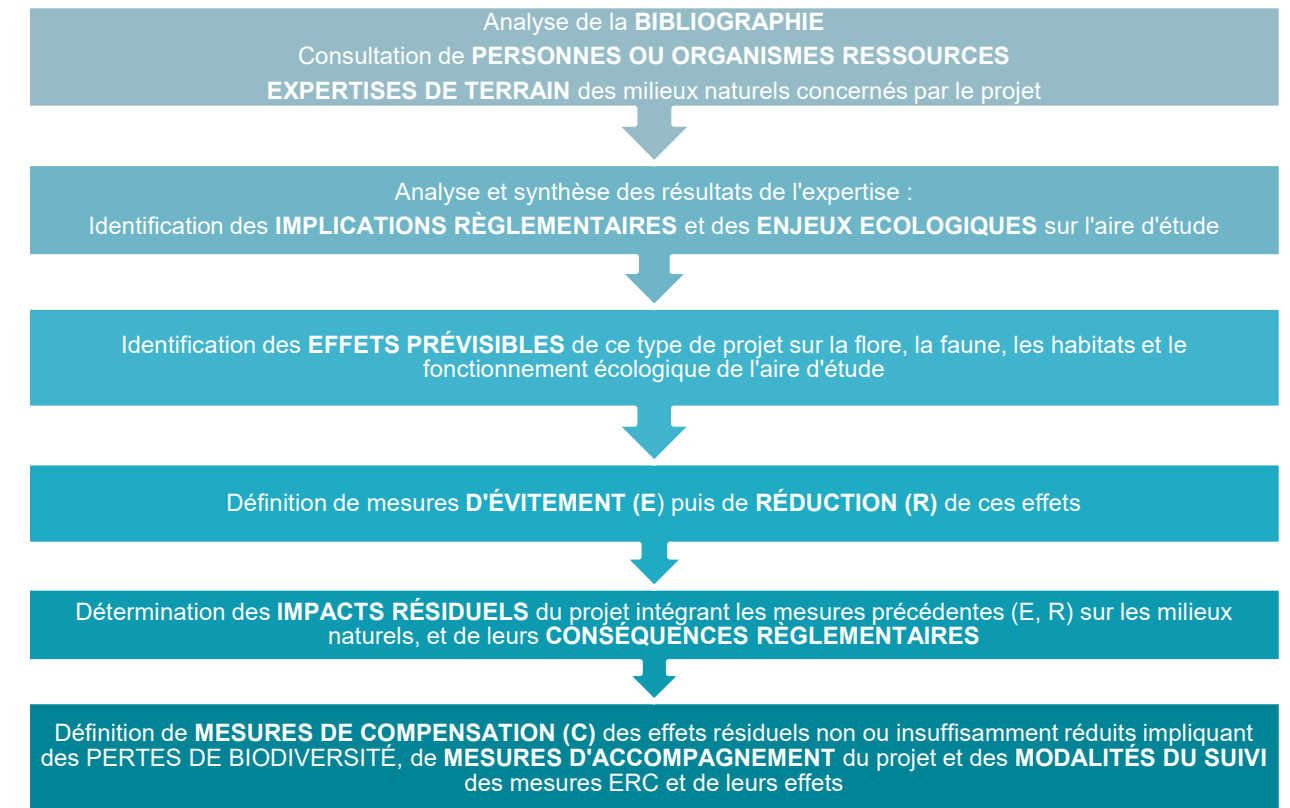 Analyse de la BIBLIOGRAPHIE
Consultation de PERSONNES OU ORGANISMES RESSOURCES
EXPERTISES DE TERRAIN des milieux naturels concernés par le projet
Analyse et synthèse des résultats de l'expertise :
Identification des IMPLICATIONS RÈGLEMENTAIRES et des ENJEUX ECOLOGIQUES sur l'aire d'étude
Identification des EFFETS PRÉVISIBLES de ce type de projet sur la flore, la faune, les habitats et le
fonctionnement écologique de l'aire d'étude
Définition de mesures D'ÉVITEMENT (E) puis de RÉDUCTION (R) de ces effets
Détermination des IMPACTS RÉSIDUELS du projet intégrant les mesures précédentes (E, R) sur les milieux
naturels, et de leurs CONSÉQUENCES RÈGLEMENTAIRES
Définition de MESURES DE COMPENSATION (C) des effets résiduels non ou insuffisamment réduits impliquant
des PERTES DE BIODIVERSITÉ, de MESURES D'ACCOMPAGNEMENT du projet et des MODALITÉS DU SUIVI
des mesures ERC et de leurs effets